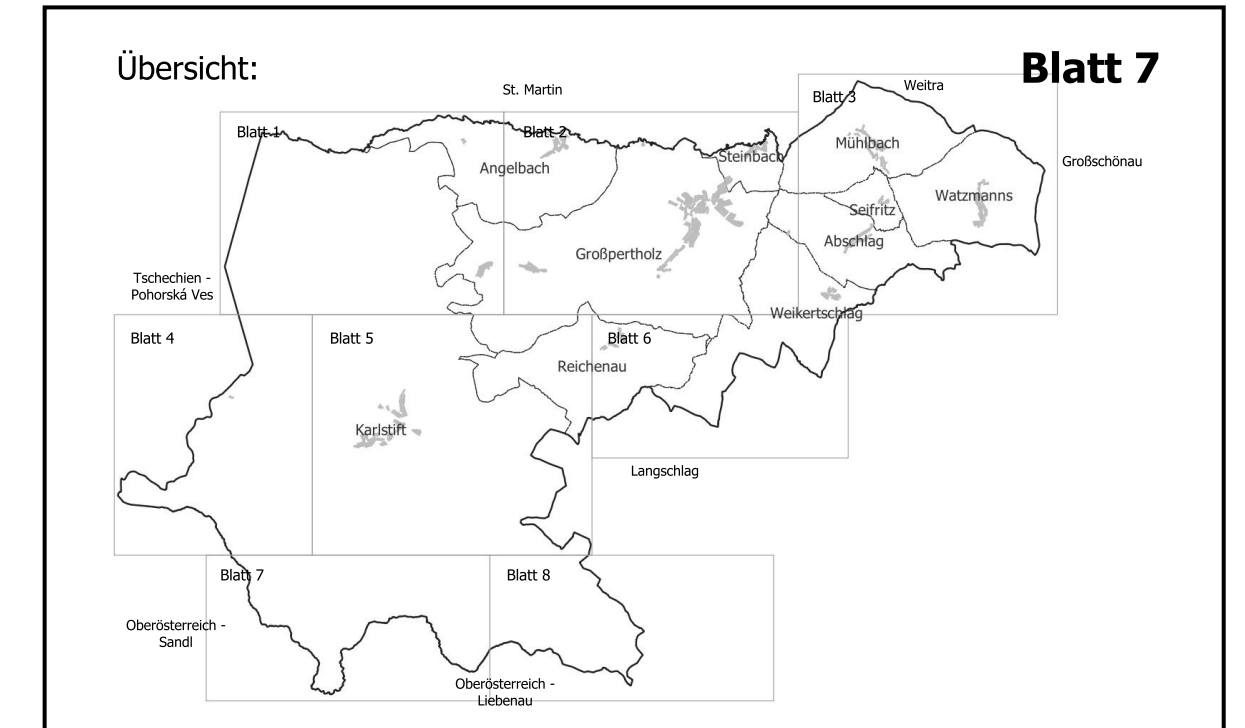 Übersicht:
Blatt 7
St. Martin
Weitra
Blatt 3
Blatt 1
Blatt 2
Mühlbach
Steinbach
Großschönau
Angelbach
Watzmanns
Seifritz
Abschlag
Großpertholz
Tschechien -
Pohorská Ves
Weikertschlag
Blatt 4
Blatt 5
Blatt 6
Reichenau
Karlstift
Langschlag
Blatt 7
Blatt 8
Oberösterreich -
Sandl
Oberösterreich -
Liebenau